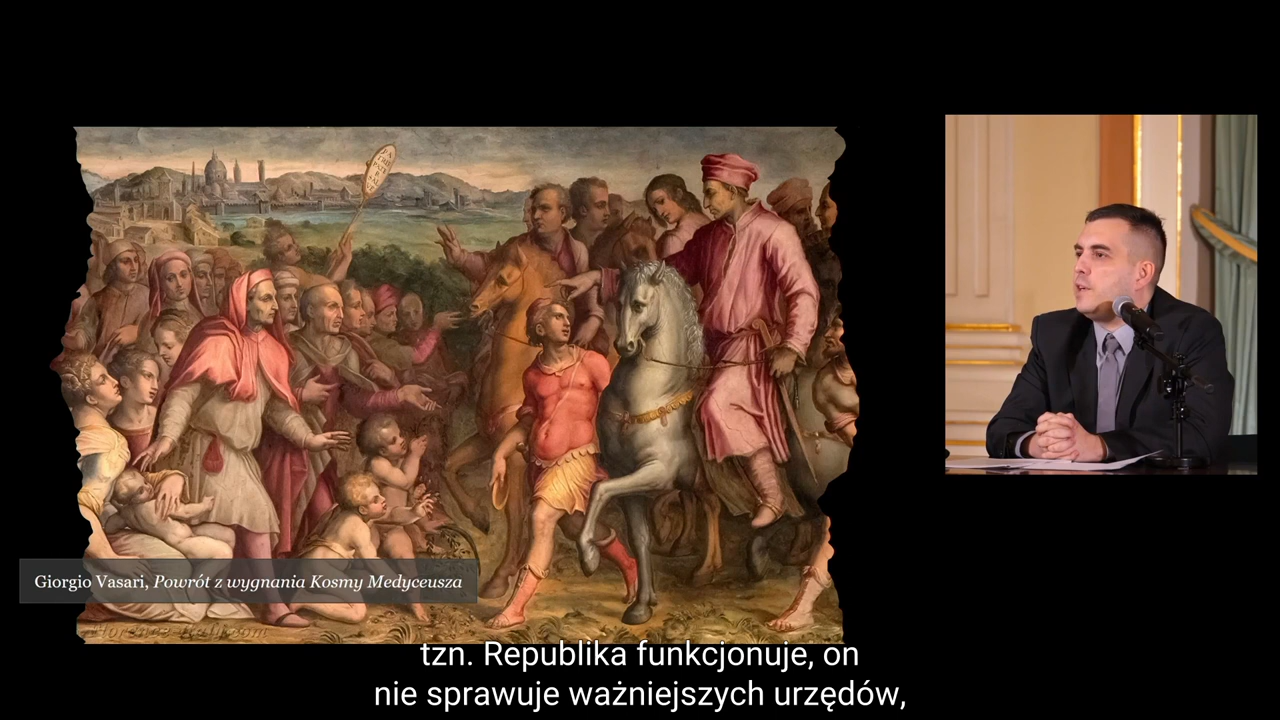 Giorgio Vasari, Powrót z wygnania Kosmy Medyceusza
tzn. Republika funkcjonuje, on
nie sprawuje ważniejszych urzędów,